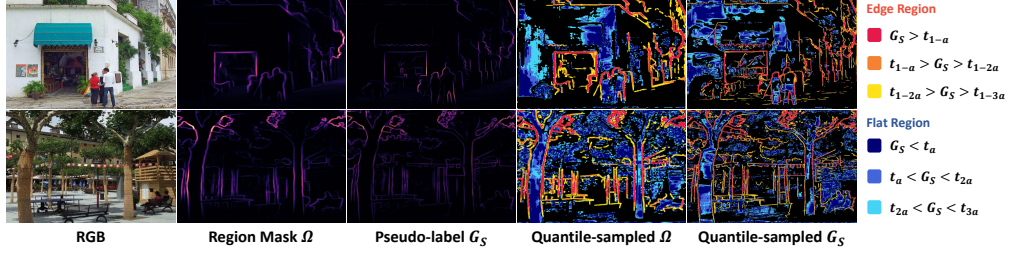 Edge Region
G_S > t_{1−a}
t_{1−a} > G_S > t_{1−2a}
t_{1−2a} > G_S > t_{1−3a}
Flat Region
G_S < t_a
t_a < G_S < t_{2a}
t_{2a} < G_S < t_{3a}
RGB
Region Mask Ω
Pseudo-label G_S
Quantile-sampled Ω
Quantile-sampled G_S